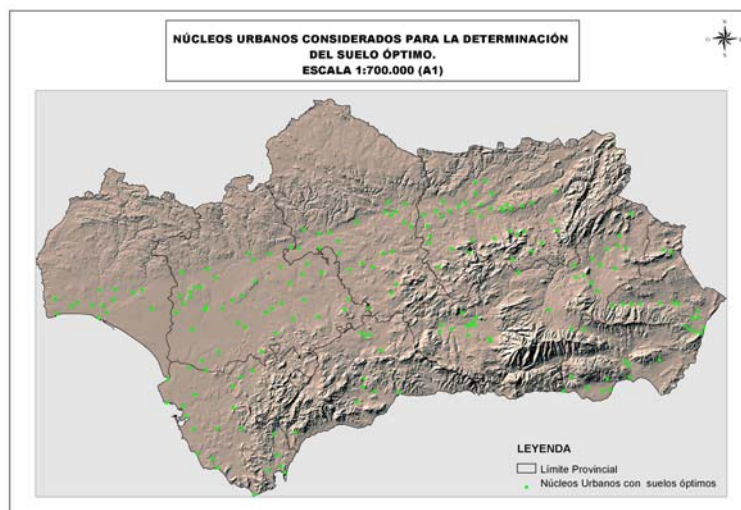 NÚCLEOS URBANOS CONSIDERADOS PARA LA DETERMINACIÓN
DEL SUELO ÓPTIMO.
ESCALA 1:700.000 (A1)
LEYENDA
Límite Provincial
Núcleos Urbanos con suelos óptimos